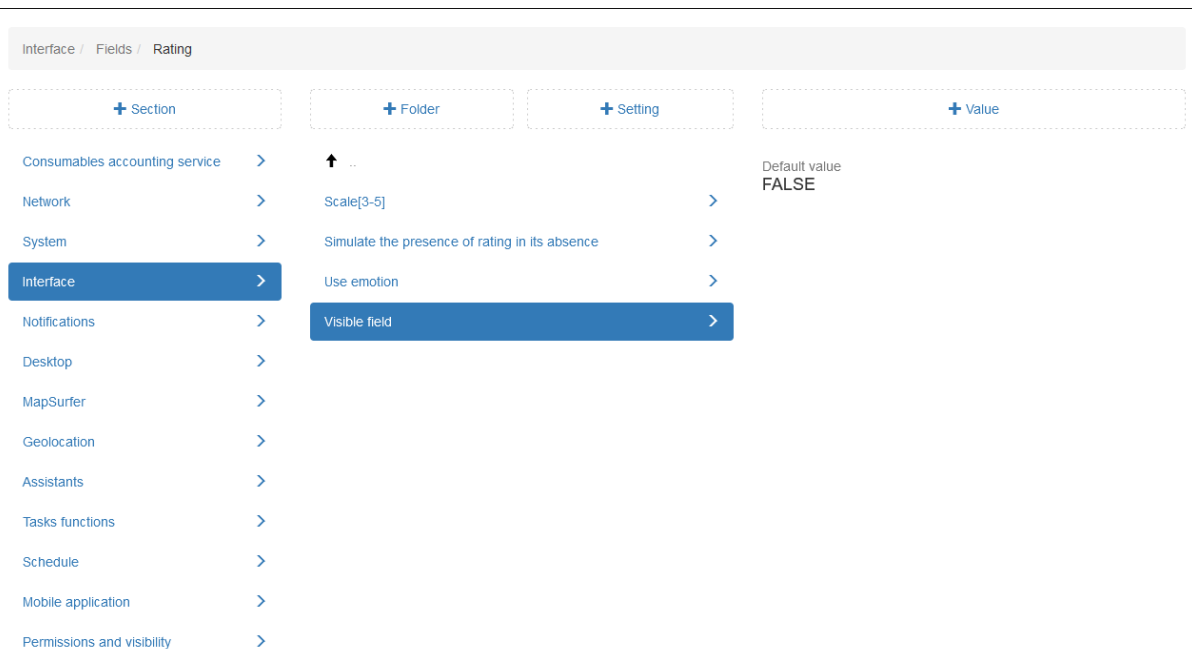 Interface / Fields / Rating
Section
Folder
Setting
Value
Consumables accounting service
Network
System
Interface
Notifications
Desktop
MapSurfer
Geolocation
Assistants
Tasks functions
Schedule
Mobile application
Permissions and visibility
..
Scale[3-5]
Simulate the presence of rating in its absence
Use emotion
Visible field
Default value
FALSE